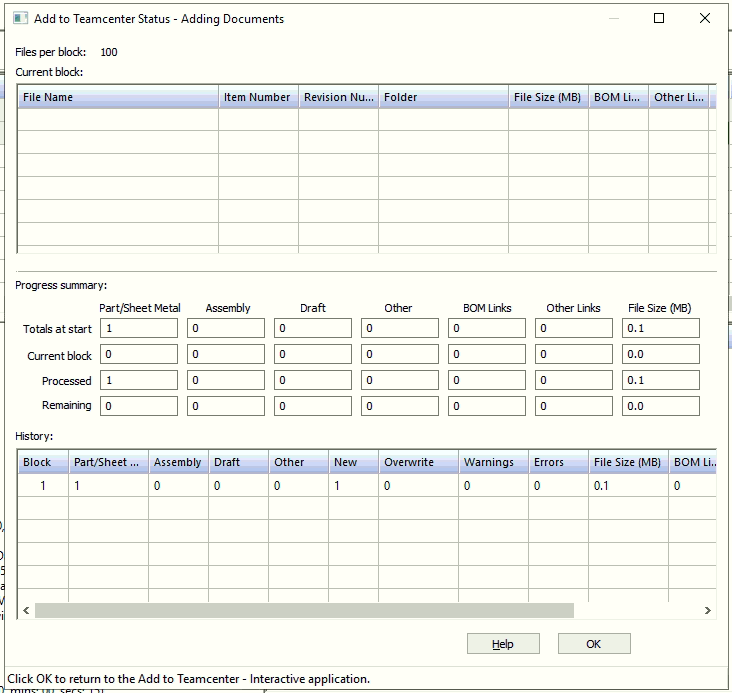 Add to Teamcenter Status - Adding Documents
Files per block: 100
Current block:
File Name Item Number Revision Nu... Folder File Size (MB) BOM Li... Other Li...
Progress summary:
Part/Sheet Metal Assembly Draft Other BOM Links Other Links File Size (MB)
Totals at start 1 0 0 0 0 0 0.1
Current block 0 0 0 0 0 0 0.0
Processed 1 0 0 0 0 0 0.1
Remaining 0 0 0 0 0 0 0.0
History:
Block Part/Sheet ... Assembly Draft Other New Overwrite Warnings Errors File Size (MB) BOM Li...
1 1 0 0 0 1 0 0 0 0.1 0
Help OK
Click OK to return to the Add to Teamcenter - Interactive application.